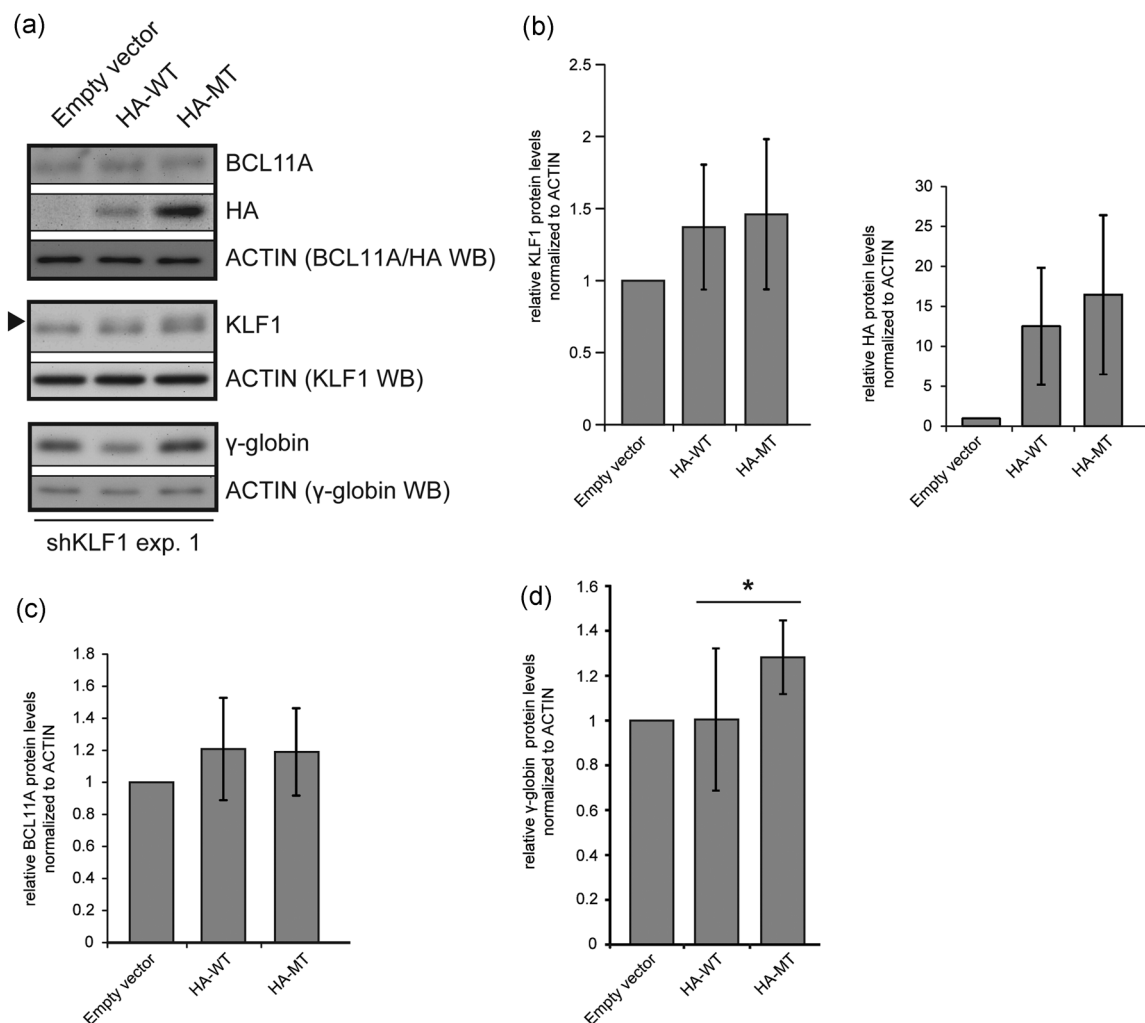 (a)
Empty vector
HA-WT
HA-MT
BCL11A
HA
ACTIN (BCL11A/HA WB)
KLF1
ACTIN (KLF1 WB)
γ-globin
ACTIN (γ-globin WB)
shKLF1 exp. 1
(b)
relative KLF1 protein levels
normalized to ACTIN
2.5
2
1.5
1
0.5
0
Empty vector
HA-WT
HA-MT
relative HA protein levels
normalized to ACTIN
30
25
20
15
10
5
0
Empty vector
HA-WT
HA-MT
(c)
relative BCL11A protein levels
normalized to ACTIN
1.8
1.6
1.4
1.2
1
0.8
0.6
0.4
0.2
0
Empty vector
HA-WT
HA-MT
(d)
relative γ-globin protein levels
normalized to ACTIN
1.6
1.4
1.2
1
0.8
0.6
0.4
0.2
0
*
Empty vector
HA-WT
HA-MT